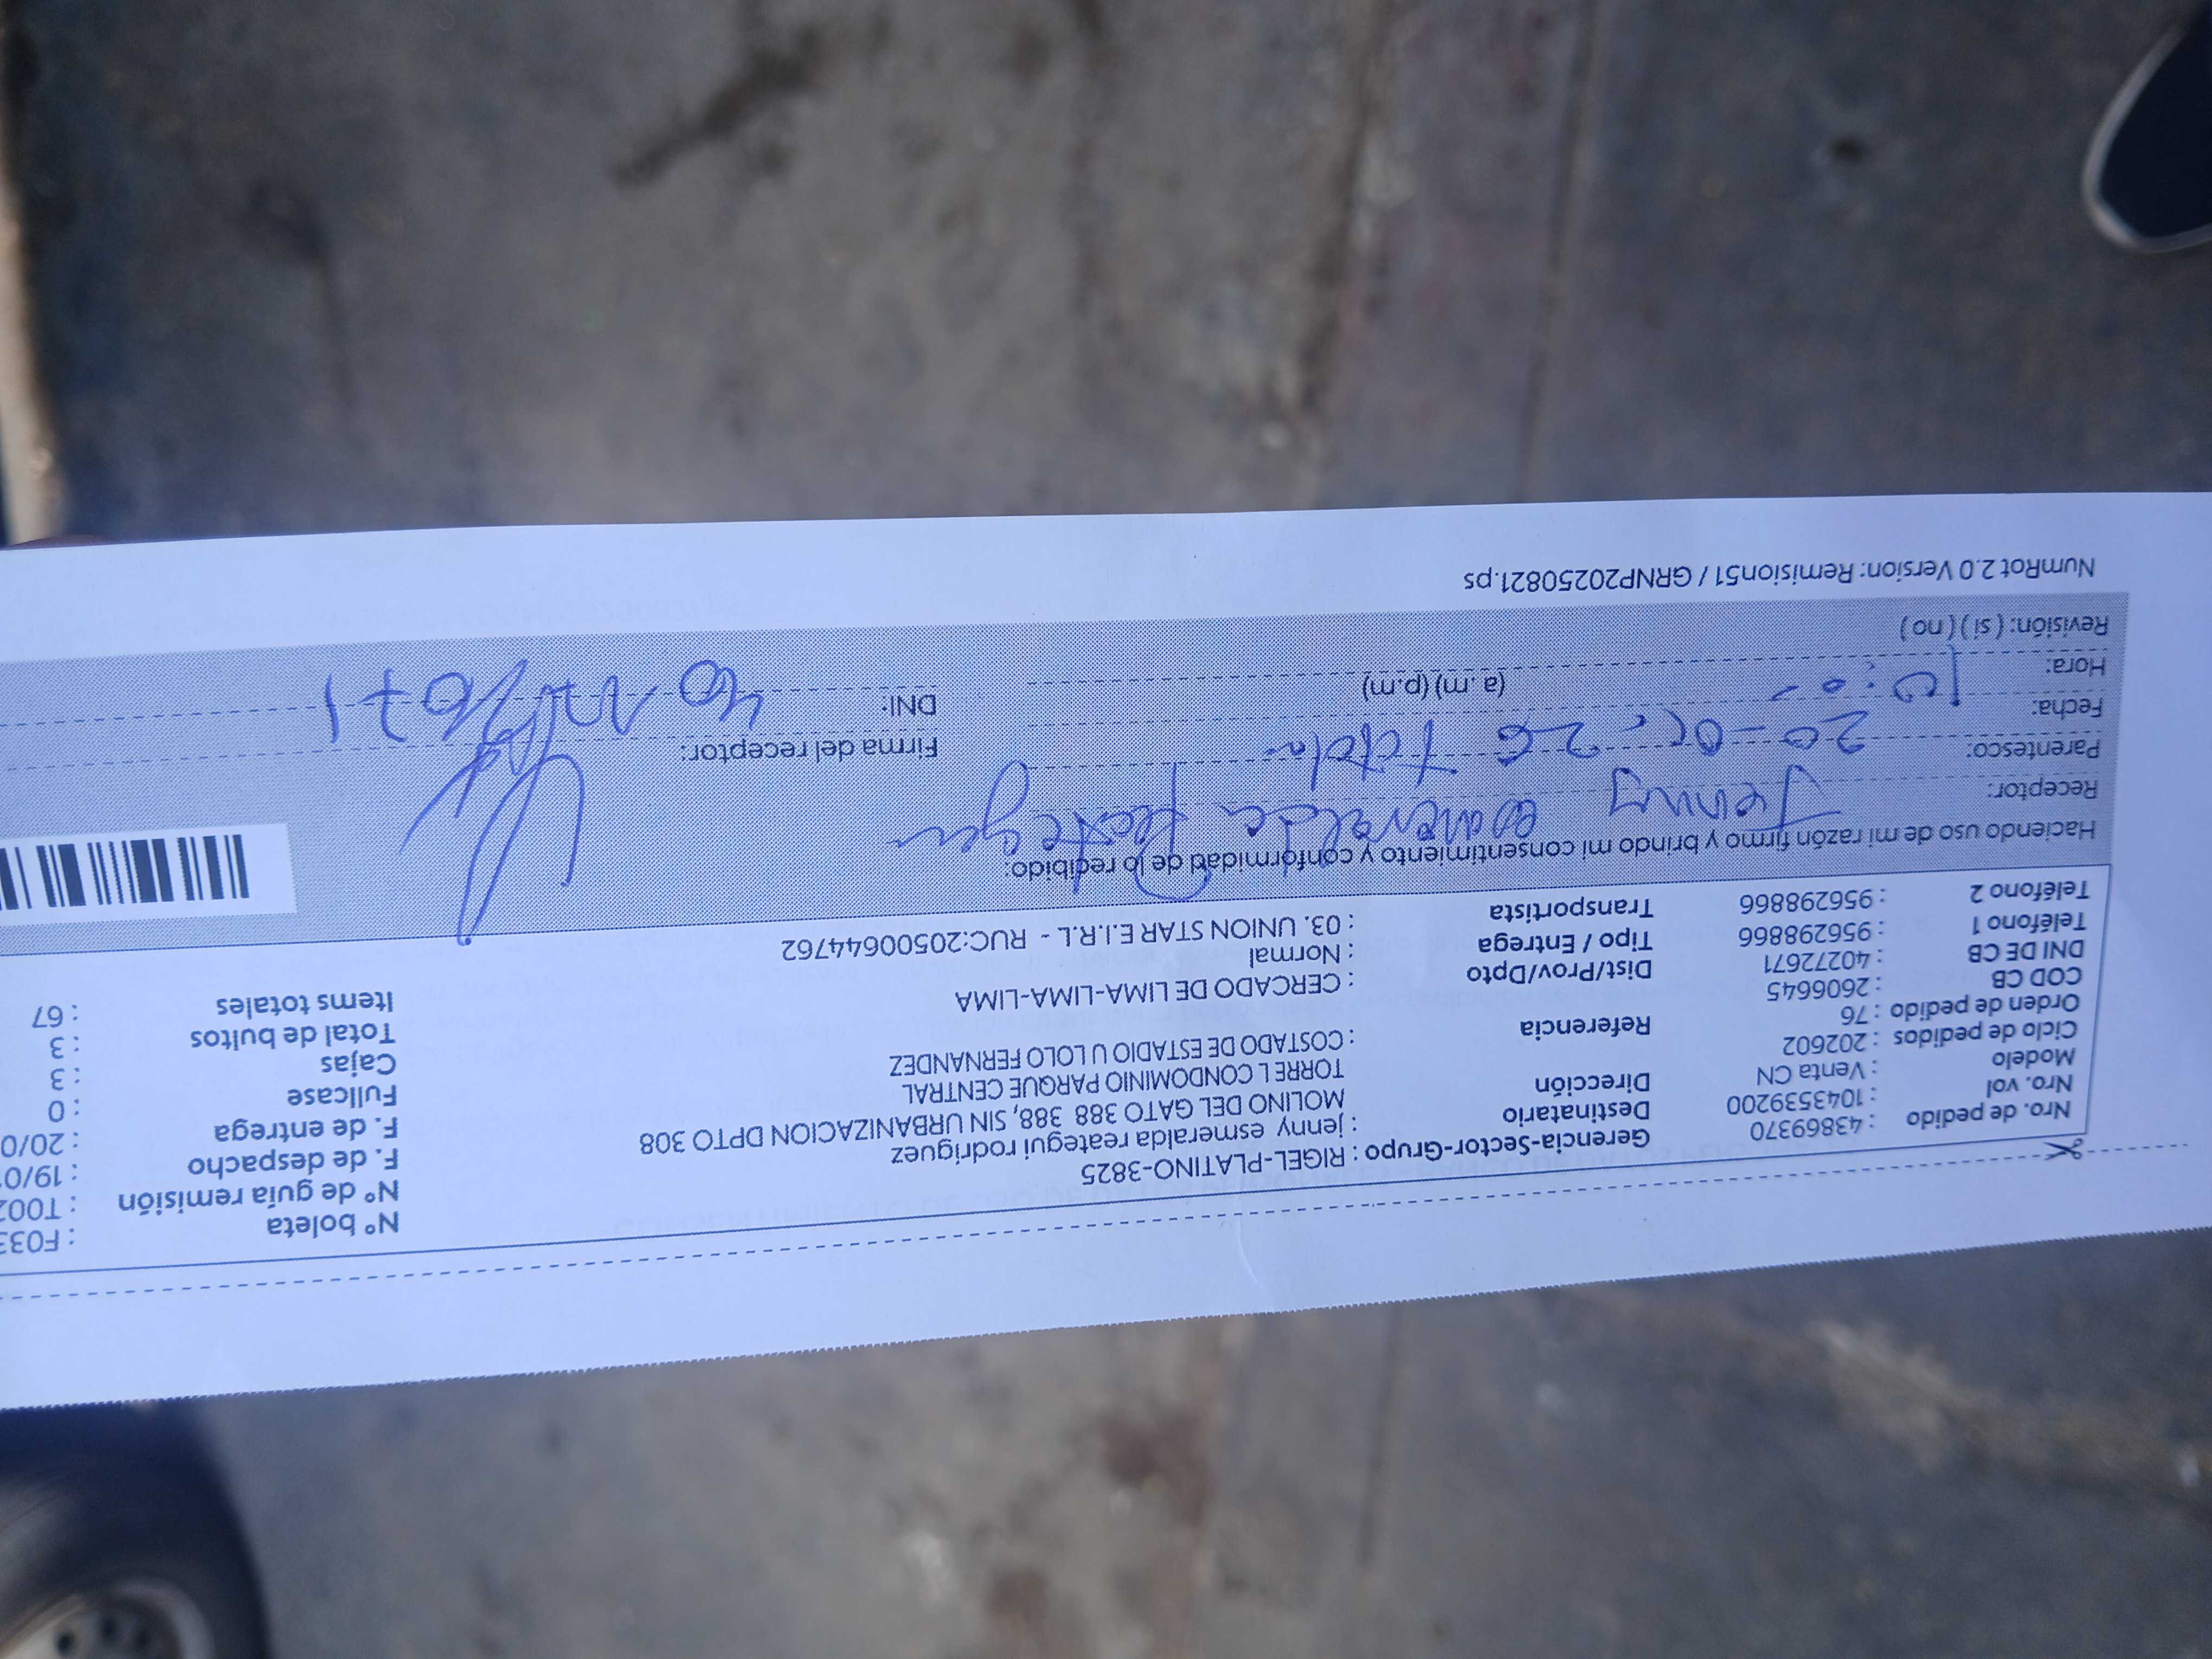 Nro. de pedido : 43869370 Gerencia-Sector-Grupo : RIGEL-PLATINO-3825 N° boleta : F033
Nro. vol : 1043539200 Destinatario : jenny esmeralda reategui rodriguez N° de guía remisión : T002
Modelo : Venta CN Dirección MOLINO DEL GATO 388 388, SIN URBANIZACION DPTO 308 F. de despacho : 19/0
Ciclo de pedidos : 202602 TORRE L CONDOMINIO PARQUE CENTRAL F. de entrega : 20/0
Orden de pedido : 76 Referencia : COSTADO DE ESTADIO U LOLO FERNANDEZ Fullcase : 0
COD CB : 2606645 Cajas : 3
DNI DE CB : 40272671 Dist/Prov/Dpto : CERCADO DE LIMA-LIMA-LIMA Total de bultos : 3
Teléfono 1 : 956298866 Tipo / Entrega : Normal Items totales : 67
Teléfono 2 : 956298866 Transportista : 03. UNION STAR E.I.R.L - RUC:20500644762
Haciendo uso de mi razón firmo y brindo mi consentimiento y conformidad de lo recibido:
Receptor: Jenny esmeralda
Parentesco:
Fecha: 20-01-26 Firma del receptor:
Hora: 10:0 (a.m) (p.m) DNI:
Revisión: ( si ) ( no )
NumRot 2.0 Version: Remision51 / GRNP20250821.ps